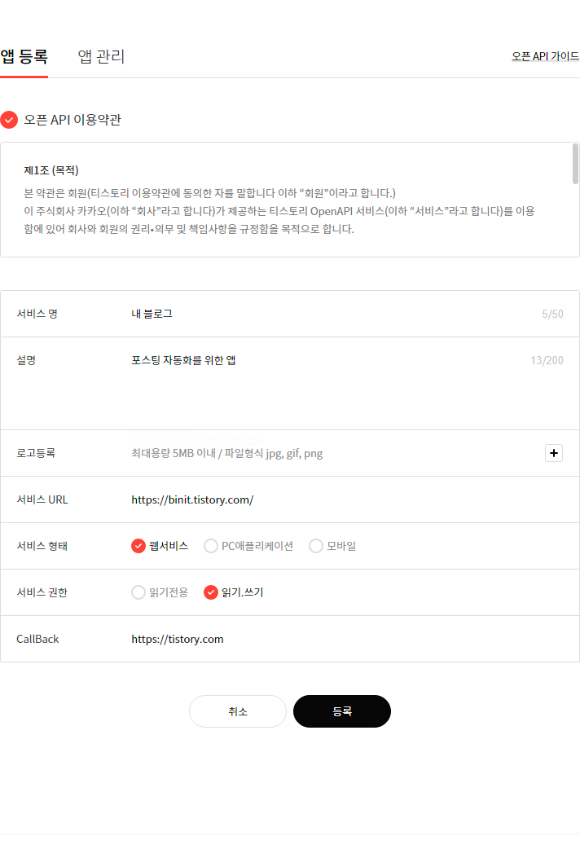 앱 등록 앱 관리 오픈 API 가이드
오픈 API 이용약관
제1조 (목적)
본 약관은 회원(티스토리 이용약관에 동의한 자를 말합니다 이하 “회원”이라고 합니다.)
이 주식회사 카카오(이하 “회사”라고 합니다)가 제공하는 티스토리 OpenAPI 서비스(이하 “서비스”라고 합니다)를 이용
함에 있어 회사와 회원의 권리•의무 및 책임사항을 규정함을 목적으로 합니다.
서비스 명 내 블로그 5/50
설명 포스팅 자동화를 위한 앱 13/200
로고등록 최대용량 5MB 이내 / 파일형식 jpg, gif, png
서비스 URL https://binit.tistory.com/
서비스 형태 웹서비스 PC애플리케이션 모바일
서비스 권한 읽기전용 읽기.쓰기
CallBack https://tistory.com
취소 등록